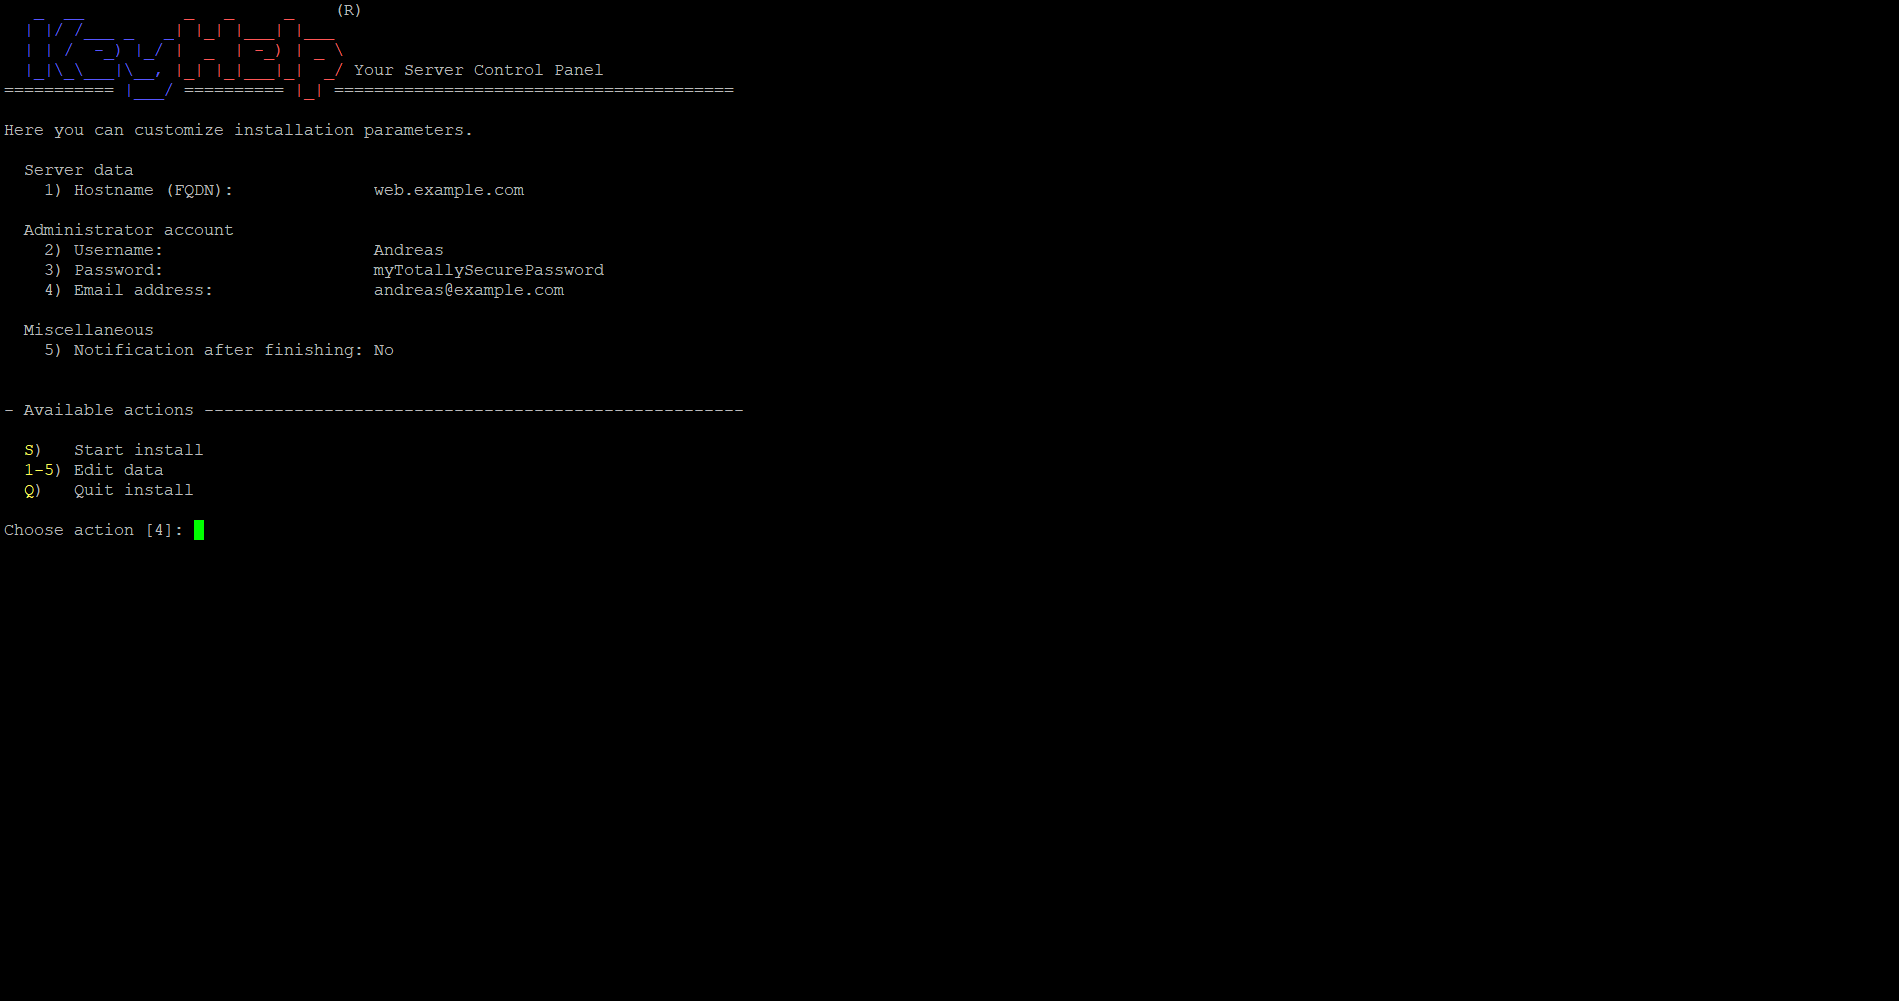 (R)
KeyHelp
Your Server Control Panel
Here you can customize installation parameters.
Server data
1) Hostname (FQDN): web.example.com
Administrator account
2) Username: Andreas
3) Password: myTotallySecurePassword
4) Email address: andreas@example.com
Miscellaneous
5) Notification after finishing: No
- Available actions ------------------------------------------------------
S) Start install
1-5) Edit data
Q) Quit install
Choose action [4]: